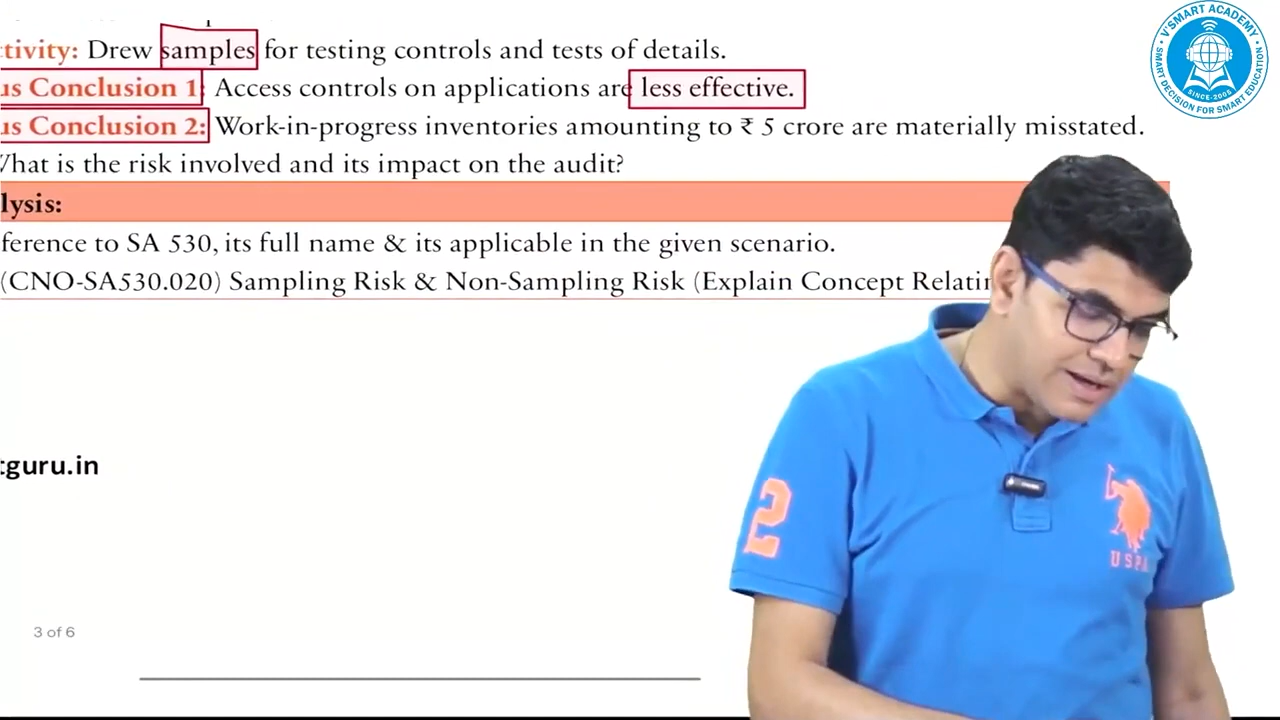 tivity: Drew samples for testing controls and tests of details.
us Conclusion 1: Access controls on applications are less effective.
us Conclusion 2: Work-in-progress inventories amounting to ₹ 5 crore are materially misstated.
What is the risk involved and its impact on the audit?
lysis:
ference to SA 530, its full name & its applicable in the given scenario.
(CNO-SA530.020) Sampling Risk & Non-Sampling Risk (Explain Concept Relatin
tguru.in
3 of 6
V'SMART ACADEMY
SMART DECISION FOR SMART EDUCATION
SINCE-2005
2